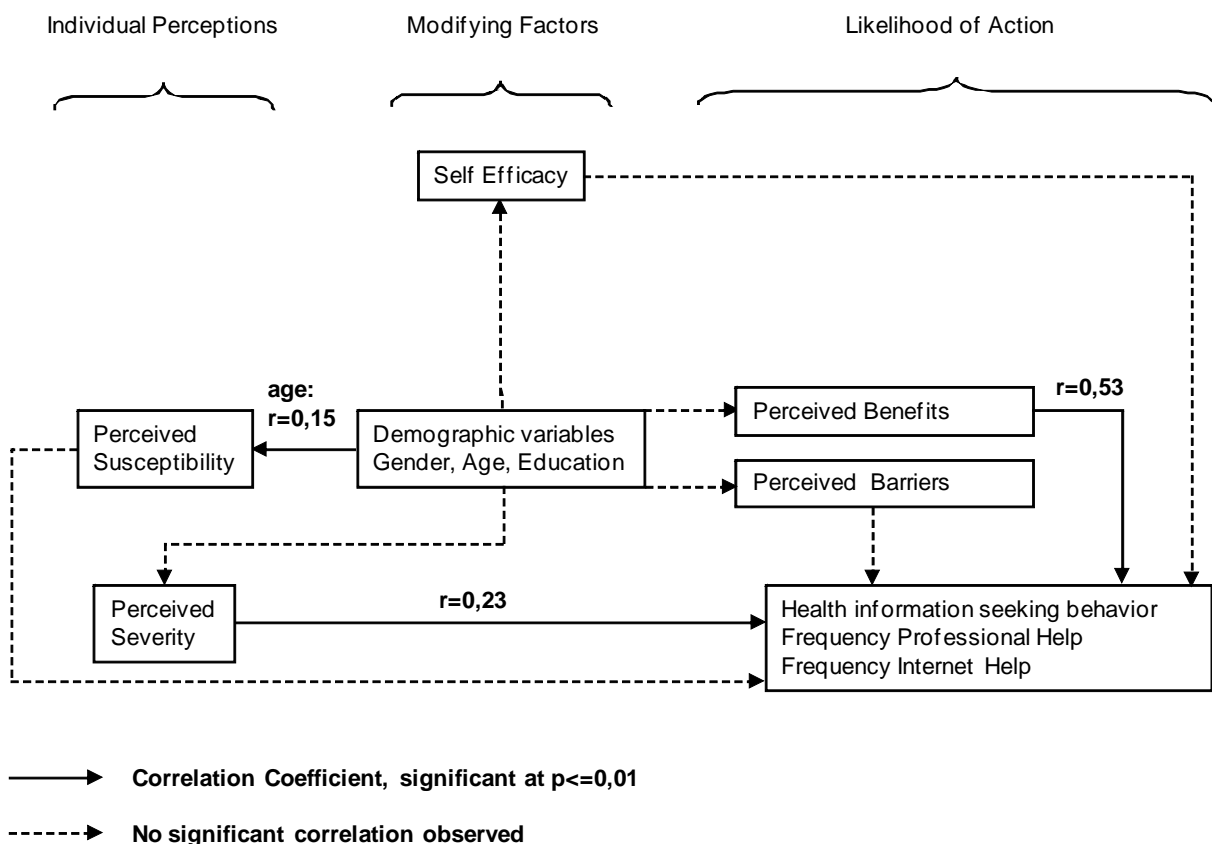 Individual Perceptions
Modifying Factors
Likelihood of Action
Self Efficacy
age:
r=0,15
r=0,53
Perceived
Susceptibility
Demographic variables
Gender, Age, Education
Perceived Benefits
Perceived Barriers
Perceived
Severity
r=0,23
Health information seeking behavior
Frequency Professional Help
Frequency Internet Help
Correlation Coefficient, significant at p<=0,01
No significant correlation observed